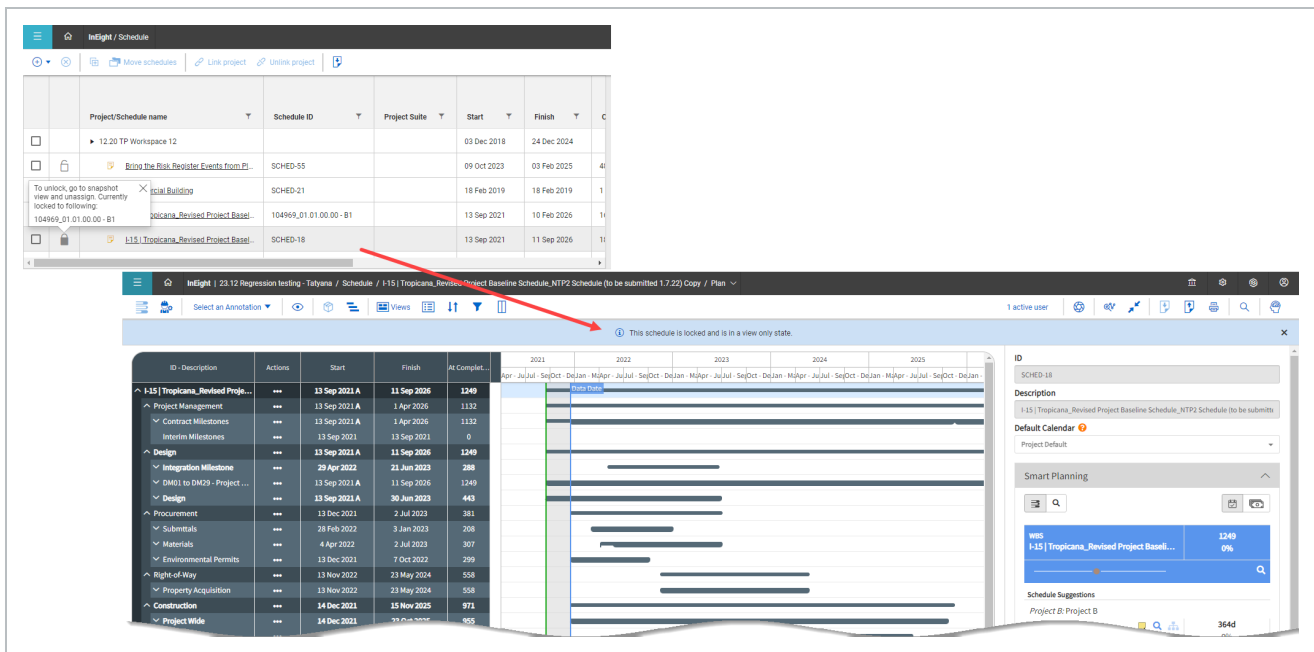 InEight / Schedule
Move schedules Link project Unlink project
Project/Schedule name Schedule ID Project Suite Start Finish
12.20 TP Workspace 12 03 Dec 2018 24 Dec 2024
Bring the Risk Register Events from Pl... SCHED-55 09 Oct 2023 03 Feb 2025
To unlock, go to snapshot
view and unassign. Currently
locked to following:
104969_01.01.00.00 - B1
rcial Building SCHED-21 18 Feb 2019 18 Feb 2019 1
opicana_Revised Project Basel... 104969_01.01.00.00 - B1 13 Sep 2021 10 Feb 2026
I-15 | Tropicana_Revised Project Basel... SCHED-18 13 Sep 2021 11 Sep 2026
InEight | 23.12 Regression testing - Tatyana / Schedule / I-15 | Tropicana_Revised Project Baseline Schedule_NTP2 Schedule (to be submitted 1.7.22) Copy / Plan
Select an Annotation Views 1 active user
This schedule is locked and is in a view only state.
ID - Description Actions Start Finish At Complet...
2021 2022 2023 2024 2025
Data Date
I-15 | Tropicana_Revised Proje... 13 Sep 2021 A 11 Sep 2026 1249
Project Management 13 Sep 2021 A 1 Apr 2026 1132
Contract Milestones 13 Sep 2021 A 1 Apr 2026 1132
Interim Milestones 13 Sep 2021 13 Sep 2021 0
Design 13 Sep 2021 A 11 Sep 2026 1249
Integration Milestone 29 Apr 2022 21 Jun 2023 288
DM01 to DM29 - Project ... 13 Sep 2021 A 11 Sep 2026 1249
Design 13 Sep 2021 A 30 Jun 2023 443
Procurement 13 Dec 2021 2 Jul 2023 381
Submttals 28 Feb 2022 3 Jan 2023 208
Materials 4 Apr 2022 2 Jul 2023 307
Environmental Permits 13 Dec 2021 7 Oct 2022 299
Right-of-Way 13 Nov 2022 23 May 2024 558
Property Acquisition 13 Nov 2022 23 May 2024 558
Construction 14 Dec 2021 15 Nov 2025 971
Project Wide 14 Dec 2021 955
ID
SCHED-18
Description
I-15 | Tropicana_Revised Project Baseline Schedule_NTP2 Schedule (to be submitte
Default Calendar
Project Default
Smart Planning
WBS 1249
I-15 | Tropicana_Revised Project Baseli... 0%
Schedule Suggestions
Project B: Project B
364d